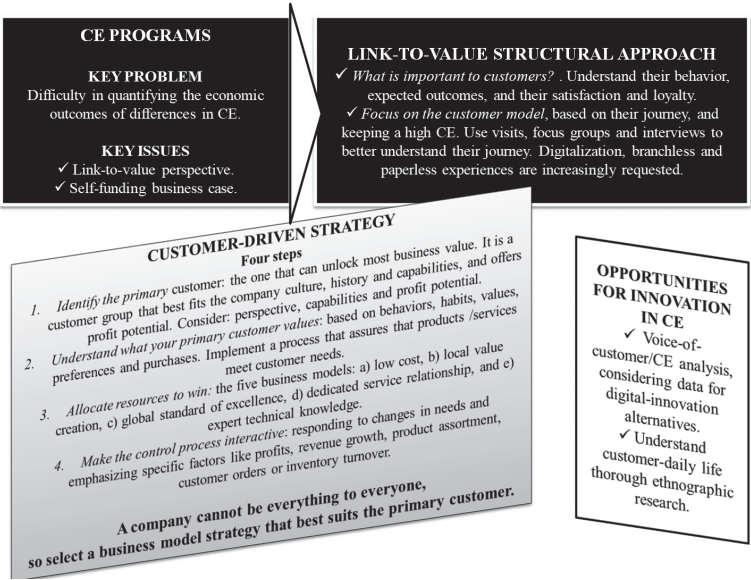 CE PROGRAMS
KEY PROBLEM
Difficulty in quantifying the economic
outcomes of differences in CE.
KEY ISSUES
✓ Link-to-value perspective.
✓ Self-funding business case.
LINK-TO-VALUE STRUCTURAL APPROACH
✓ What is important to customers? . Understand their behavior,
expected outcomes, and their satisfaction and loyalty.
✓ Focus on the customer model, based on their journey, and
keeping a high CE. Use visits, focus groups and interviews to
better understand their journey. Digitalization, branchless and
paperless experiences are increasingly requested.
CUSTOMER-DRIVEN STRATEGY
Four steps
1. Identify the primary customer: the one that can unlock most business value. It is a
customer group that best fits the company culture, history and capabilities, and offers
profit potential. Consider: perspective, capabilities and profit potential.
2. Understand what your primary customer values: based on behaviors, habits, values,
preferences and purchases. Implement a process that assures that products /services
meet customer needs.
3. Allocate resources to win: the five business models: a) low cost, b) local value
creation, c) global standard of excellence, d) dedicated service relationship, and e)
expert technical knowledge.
4. Make the control process interactive: responding to changes in needs and
emphasizing specific factors like profits, revenue growth, product assortment,
customer orders or inventory turnover.
A company cannot be everything to everyone,
so select a business model strategy that best suits the primary customer.
OPPORTUNITIES
FOR INNOVATION
IN CE
✓ Voice-of-
customer/CE analysis,
considering data for
digital-innovation
alternatives.
✓ Understand
customer-daily life
thorough ethnographic
research.